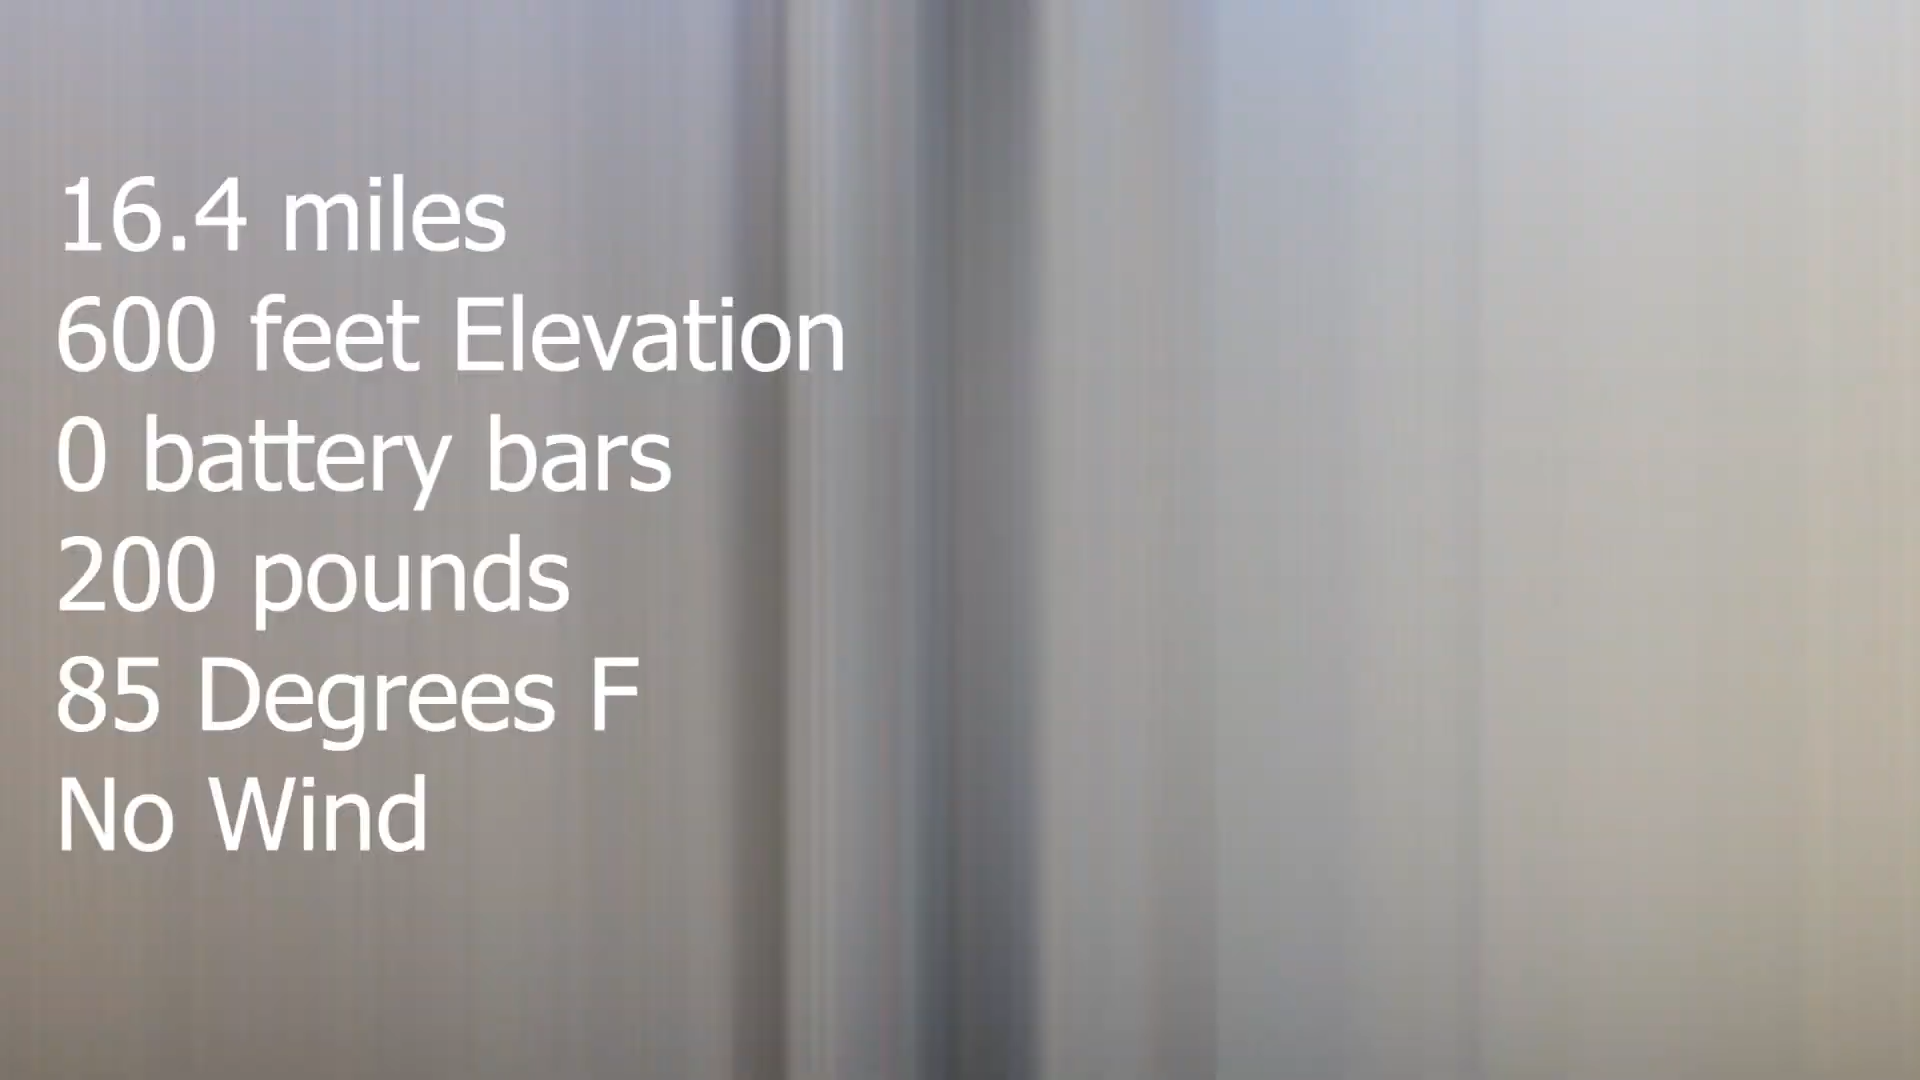 16.4 miles
600 feet Elevation
0 battery bars
200 pounds
85 Degrees F
No Wind